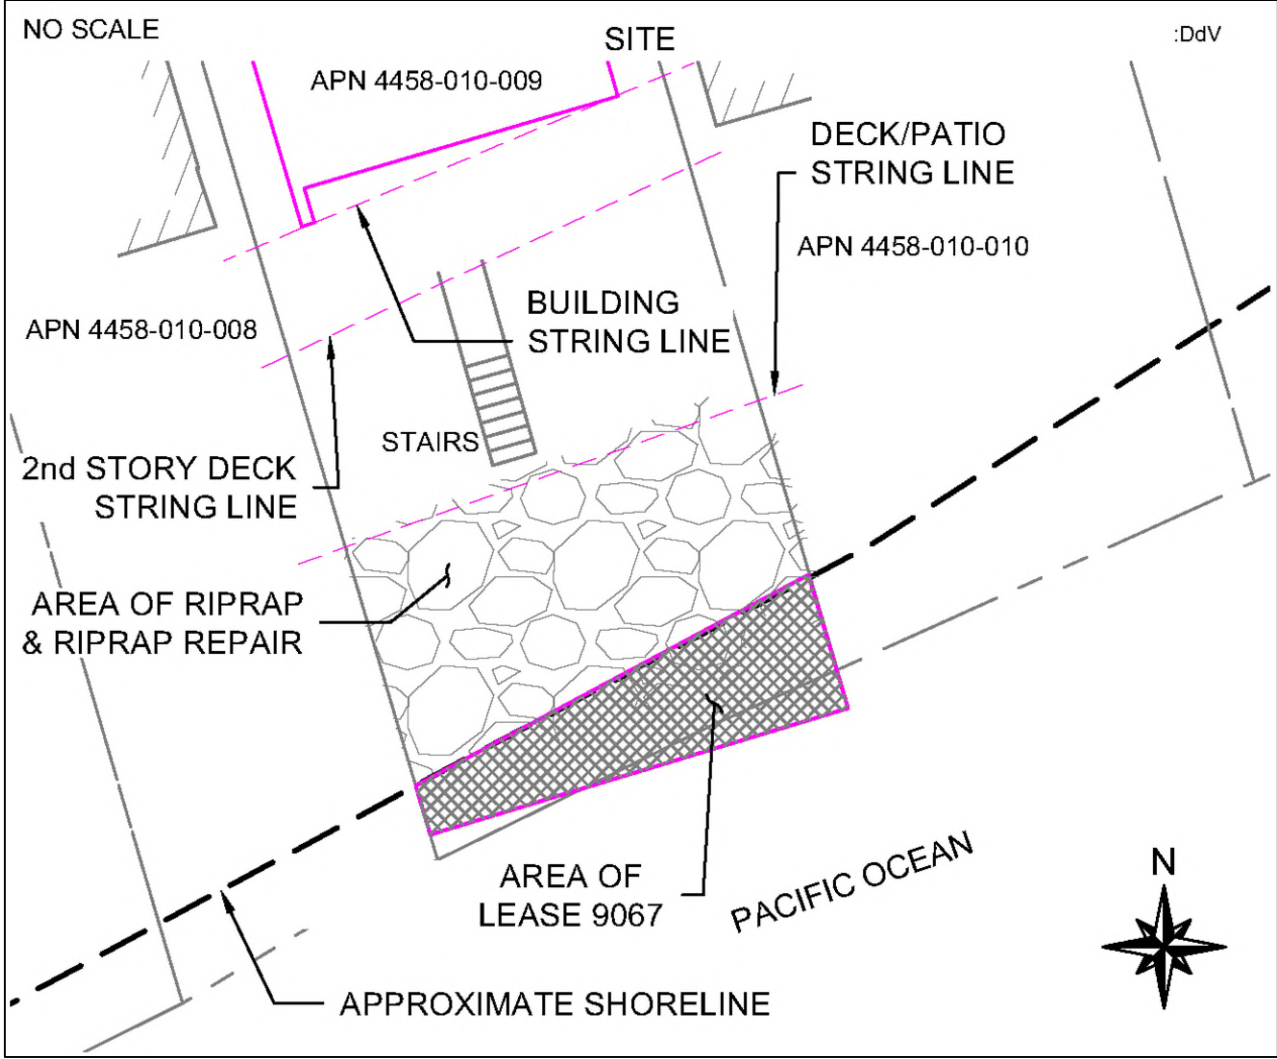 NO SCALE
SITE
:DdV
APN 4458-010-009
DECK/PATIO
STRING LINE
APN 4458-010-010
BUILDING
STRING LINE
APN 4458-010-008
STAIRS
2nd STORY DECK
STRING LINE
AREA OF RIPRAP
& RIPRAP REPAIR
AREA OF
LEASE 9067
PACIFIC OCEAN
N
APPROXIMATE SHORELINE